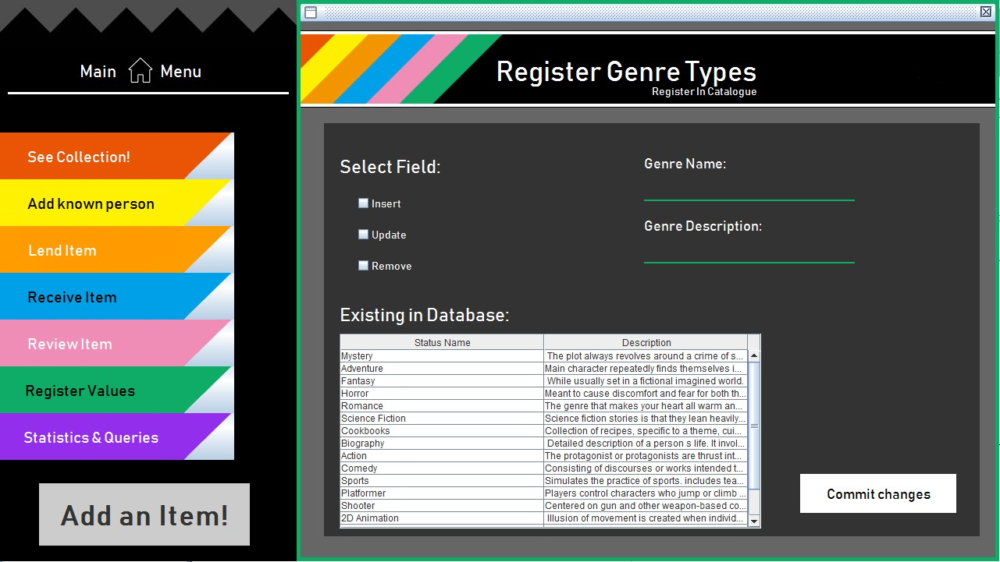 Main Menu
See Collection!
Add known person
Lend Item
Receive Item
Review Item
Register Values
Statistics & Queries
Add an Item!
Register Genre Types
Register In Catalogue
Select Field:
Insert
Update
Remove
Genre Name:
Genre Description:
Existing in Database:
Status Name Description
Mystery The plot always revolves around a crime of s...
Adventure Main character repeatedly finds themselves i...
Fantasy While usually set in a fictional imagined world.
Horror Meant to cause discomfort and fear for both th...
Romance The genre that makes your heart all warm an...
Science Fiction Science fiction stories is that they lean heavily...
Cookbooks Collection of recipes, specific to a theme, cui...
Biography Detailed description of a person s life. It invol...
Action The protagonist or protagonists are thrust int...
Comedy Consisting of discourses or works intended t...
Sports Simulates the practice of sports. includes tea...
Platformer Players control characters who jump or climb ...
Shooter Centered on gun and other weapon-based co...
2D Animation Illusion of movement is created when individ...
Commit changes